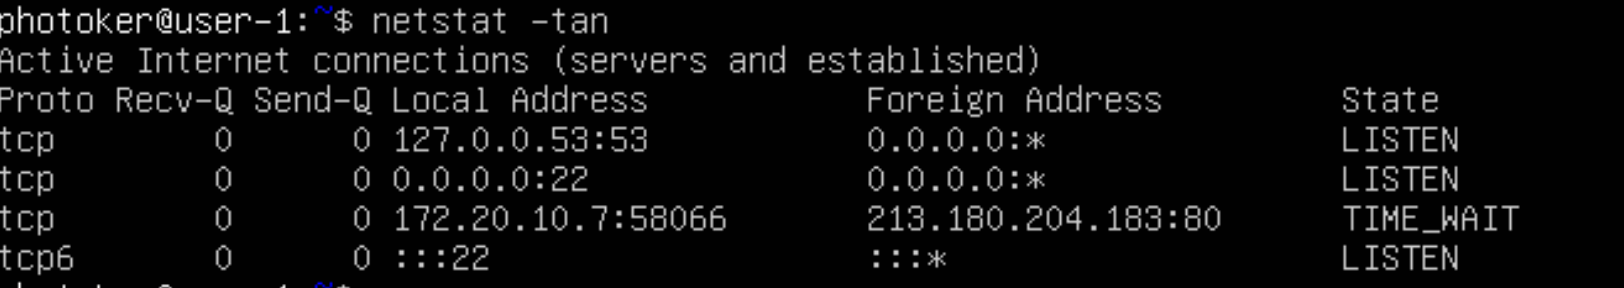 photoker@user-1:~$ netstat -tan
Active Internet connections (servers and established)
Proto Recv-Q Send-Q Local Address           Foreign Address         State
tcp        0      0 127.0.0.53:53           0.0.0.0:*               LISTEN
tcp        0      0 0.0.0.0:22              0.0.0.0:*               LISTEN
tcp        0      0 172.20.10.7:58066       213.180.204.183:80      TIME_WAIT
tcp6       0      0 :::22                   :::*                    LISTEN